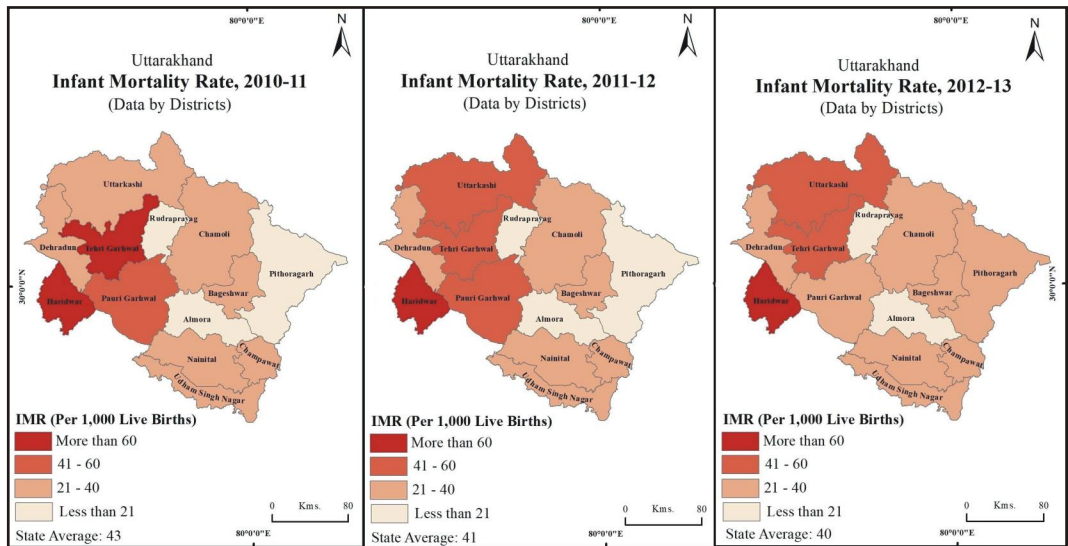 80°0'0"E
N
Uttarakhand
Infant Mortality Rate, 2010-11
(Data by Districts)
Uttarkashi
Rudraprayag
Dehradun
Tehri Garhwal
Chamoli
Pithoragarh
30°0'0"N
Haridwar
Pauri Garhwal
Bageshwar
Almora
Nainital
Champawat
Udham Singh Nagar
IMR (Per 1,000 Live Births)
More than 60
41 - 60
21 - 40
Less than 21
0 Kms. 80
State Average: 43
80°0'0"E
80°0'0"E
N
Uttarakhand
Infant Mortality Rate, 2011-12
(Data by Districts)
Uttarkashi
Rudraprayag
Dehradun
Tehri Garhwal
Chamoli
Pithoragarh
Haridwar
Pauri Garhwal
Bageshwar
Almora
Nainital
Champawat
Udham Singh Nagar
IMR (Per 1,000 Live Births)
More than 60
41 - 60
21 - 40
Less than 21
0 Kms. 80
State Average: 41
80°0'0"E
80°0'0"E
N
Uttarakhand
Infant Mortality Rate, 2012-13
(Data by Districts)
Uttarkashi
Rudraprayag
Dehradun
Tehri Garhwal
Chamoli
Pithoragarh
30°0'0"N
Haridwar
Pauri Garhwal
Bageshwar
Almora
Nainital
Champawat
Udham Singh Nagar
IMR (Per 1,000 Live Births)
More than 60
41 - 60
21 - 40
Less than 21
0 Kms. 80
State Average: 40
80°0'0"E